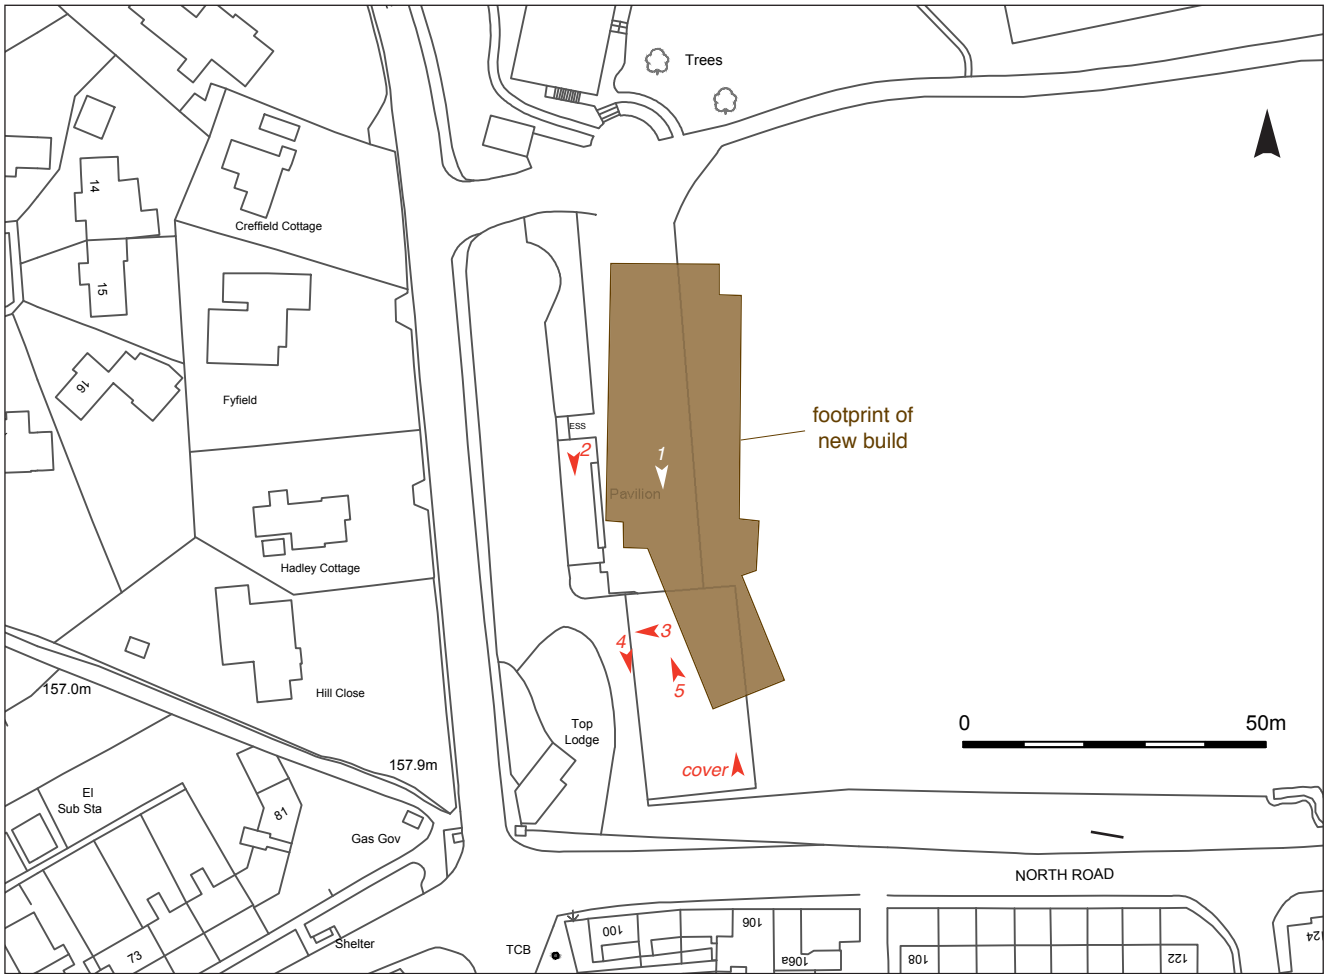 Trees
14
Creffield Cottage
15
16
Fyfield
footprint of
new build
ESS
2
1
Pavilion
Hadley Cottage
4
3
5
157.0m
Hill Close
Top
Lodge
0
50m
157.9m
cover
El
Sub Sta
81
Gas Gov
NORTH ROAD
73
Shelter
TCB
100
106
106a
108
122
124